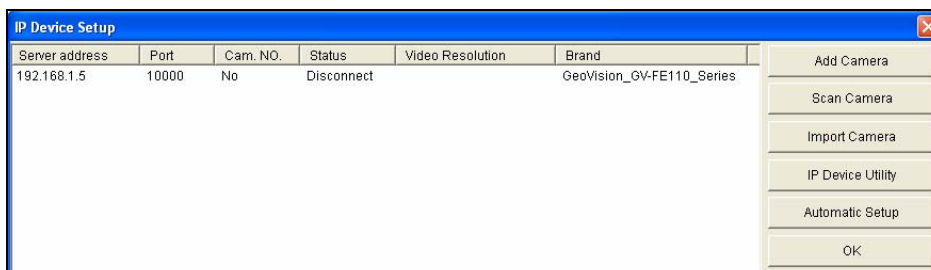 IP Device Setup
Server address Port Cam. NO. Status Video Resolution Brand
192.168.1.5 10000 No Disconnect GeoVision_GV-FE110_Series
Add Camera
Scan Camera
Import Camera
IP Device Utility
Automatic Setup
OK